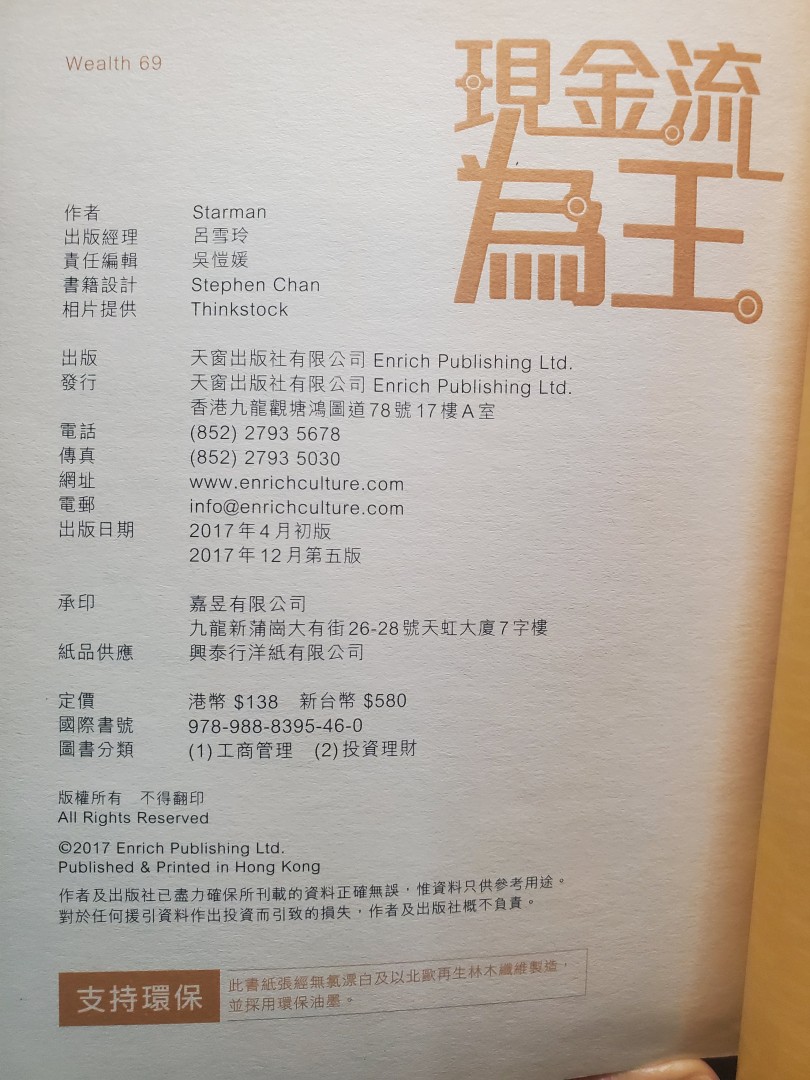 Wealth 69
現金流
為王
作者 Starman
出版經理 呂雪玲
責任編輯 吳愷媛
書籍設計 Stephen Chan
相片提供 Thinkstock
出版 天窗出版社有限公司 Enrich Publishing Ltd.
發行 天窗出版社有限公司 Enrich Publishing Ltd.
香港九龍觀塘鴻圖道78號17樓A室
電話 (852) 2793 5678
傳真 (852) 2793 5030
網址 www.enrichculture.com
電郵 info@enrichculture.com
出版日期 2017年4月初版
2017年12月第五版
承印 嘉昱有限公司
九龍新蒲崗大有街26-28號天虹大廈7字樓
紙品供應 興泰行洋紙有限公司
定價 港幣 $138 新台幣 $580
國際書號 978-988-8395-46-0
圖書分類 (1)工商管理 (2)投資理財
版權所有 不得翻印
All Rights Reserved
©2017 Enrich Publishing Ltd.
Published & Printed in Hong Kong
作者及出版社已盡力確保所刊載的資料正確無誤，惟資料只供參考用途。
對於任何援引資料作出投資而引致的損失，作者及出版社概不負責。
支持環保
此書紙張經無氯漂白及以北歐再生林木纖維製造，
並採用環保油墨。